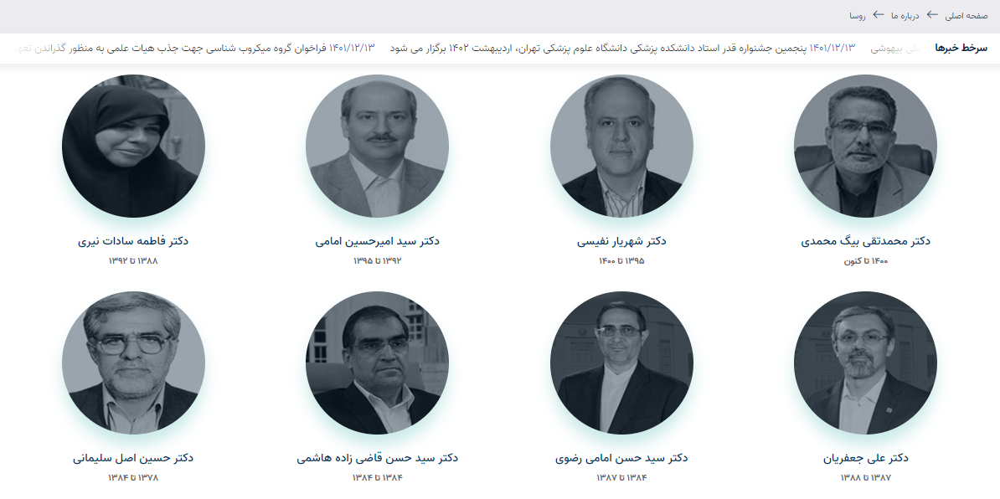 صفحه اصلی ← درباره ما ← روسا
سرخط خبرها
بیهوشی ۱۴۰۱/۱۲/۱۳ پنجمین جشنواره قدر استاد دانشکده پزشکی دانشگاه علوم پزشکی تهران، اردیبهشت ۱۴۰۲ برگزار می شود ۱۴۰۱/۱۲/۱۳ فراخوان گروه میکروب شناسی جهت جذب هیات علمی به منظور گذراندن
دکتر محمدتقی بیگ محمدی
۱۴۰۰ تا کنون
دکتر شهریار نفیسی
۱۳۹۵ تا ۱۴۰۰
دکتر سید امیرحسین امامی
۱۳۹۲ تا ۱۳۹۵
دکتر فاطمه سادات نیری
۱۳۸۸ تا ۱۳۹۲
دکتر علی جعفریان
۱۳۸۷ تا ۱۳۸۸
دکتر سید حسن امامی رضوی
۱۳۸۴ تا ۱۳۸۷
دکتر سید حسن قاضی زاده هاشمی
۱۳۸۴ تا ۱۳۸۴
دکتر حسین اصل سلیمانی
۱۳۷۸ تا ۱۳۸۴